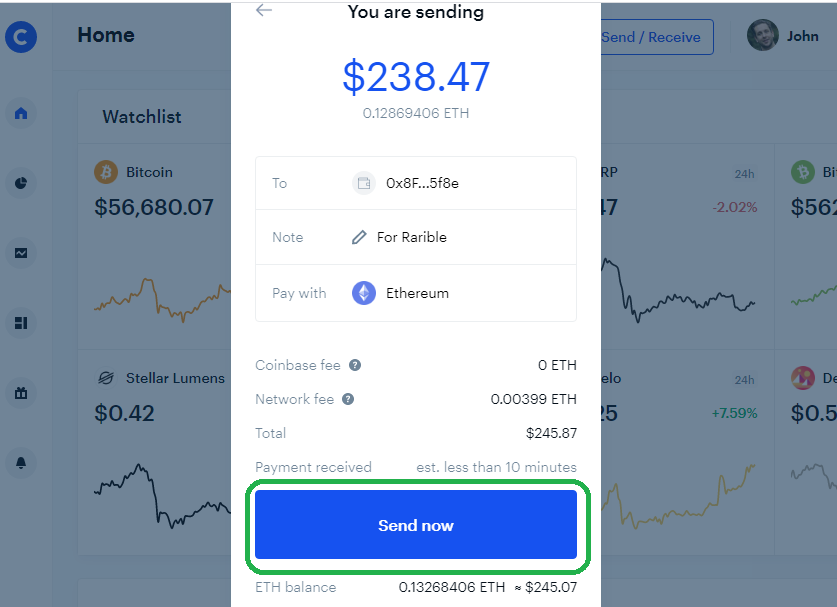 You are sending
Home
Send / Receive
John
$238.47
0.12869406 ETH
Watchlist
Bitcoin
$56,680.07
To
0x8F...5f8e
RP
24h
47
-2.02%
Bi
$562
Note
For Rarible
Pay with
Ethereum
Coinbase fee ?
0 ETH
Stellar Lumens
$0.42
elo
24h
25
+7.59%
De
$0.5
Network fee ?
0.00399 ETH
Total
$245.87
Payment received
est. less than 10 minutes
Send now
ETH balance
0.13268406 ETH ≈ $245.07